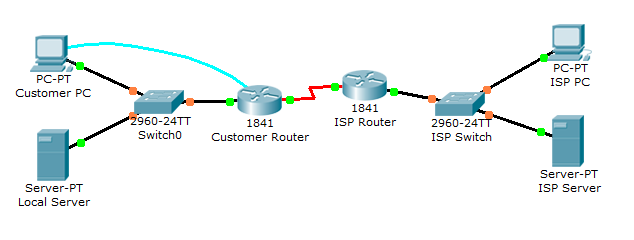 PC-PT
Customer PC
2960-24TT
Switch0
Server-PT
Local Server
1841
Customer Router
1841
ISP Router
2960-24TT
ISP Switch
PC-PT
ISP PC
Server-PT
ISP Server